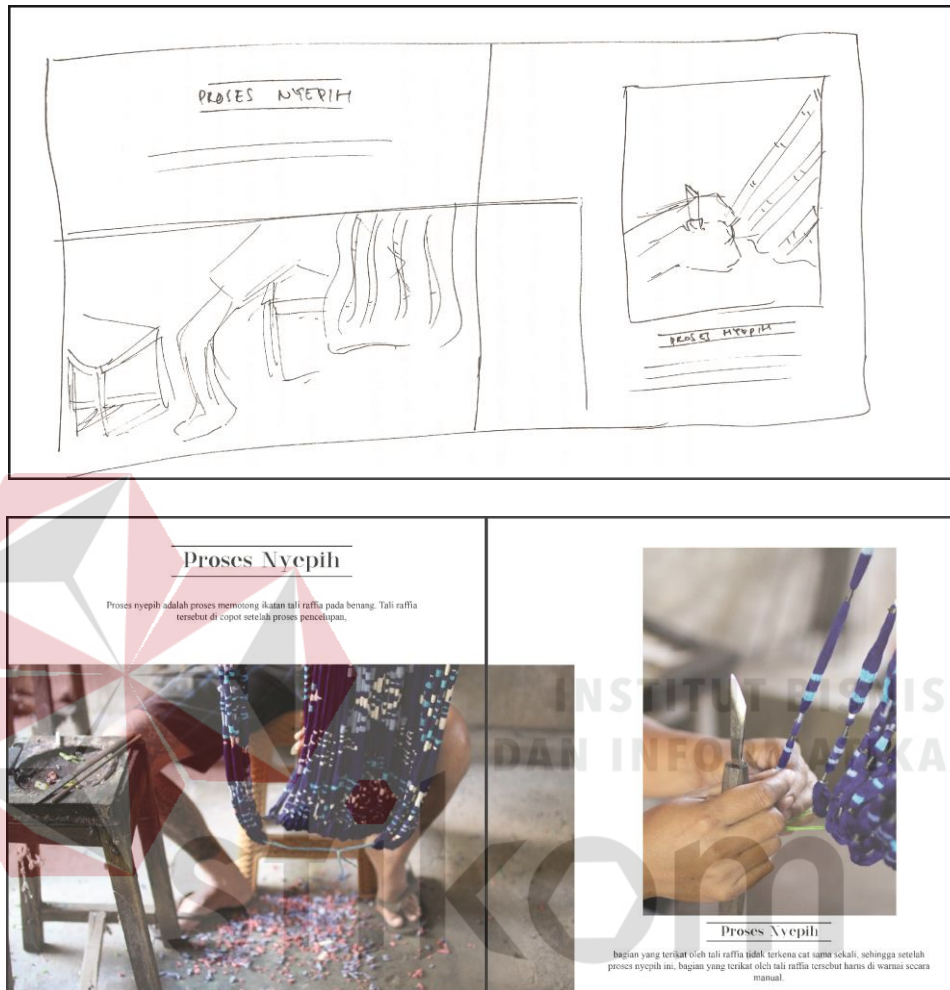 PROSES NYEPIH
PROSES NYEPIH
Proses Nyepih
Proses nyepih adalah proses memotong ikatan tali raffia pada benang. Tali raffia
tersebut di copot setelah proses pencelupan,
INSTITUT BISNIS
DAN INFORMATIKA
stikom
Proses Nyepih
bagian yang terikat oleh tali raffia tidak terkena cat sama sekali, sehingga setelah
proses nyepih ini, bagian yang terikat oleh tali raffia tersebut harus di warnai secara
manual.